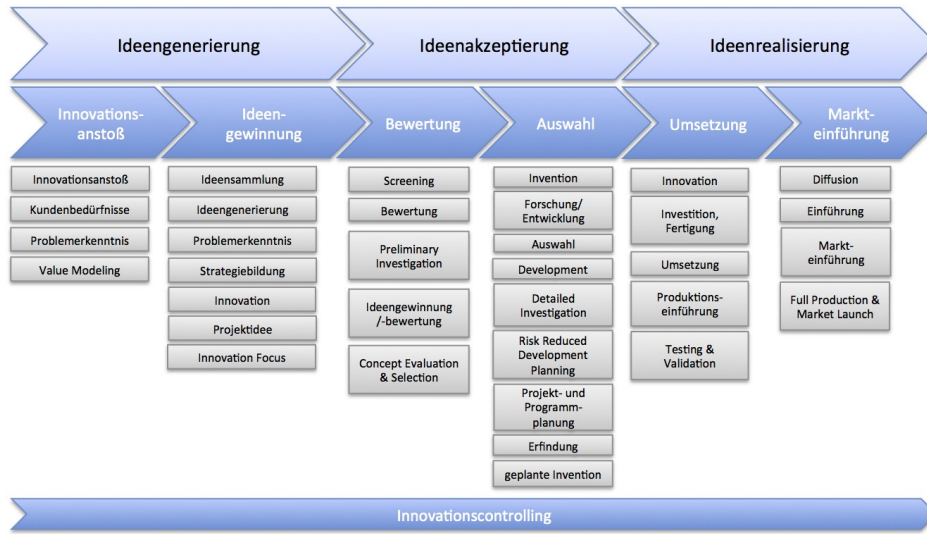 Ideengenerierung
Ideenakzeptierung
Ideenrealisierung
Innovations-
anstoß
Ideen-
gewinnung
Bewertung
Auswahl
Umsetzung
Markt-
einführung
Innovationsanstoß
Kundenbedürfnisse
Problemerkenntnis
Value Modeling
Ideensammlung
Ideengenerierung
Problemerkenntnis
Strategiebildung
Innovation
Projektidee
Innovation Focus
Screening
Bewertung
Preliminary
Investigation
Ideengewinnung
/-bewertung
Concept Evaluation
& Selection
Invention
Forschung/
Entwicklung
Auswahl
Development
Detailed
Investigation
Risk Reduced
Development
Planning
Projekt- und
Programm-
planung
Erfindung
geplante Invention
Innovation
Investition,
Fertigung
Umsetzung
Produktions-
einführung
Testing &
Validation
Diffusion
Einführung
Markt-
einführung
Full Production &
Market Launch
Innovationscontrolling